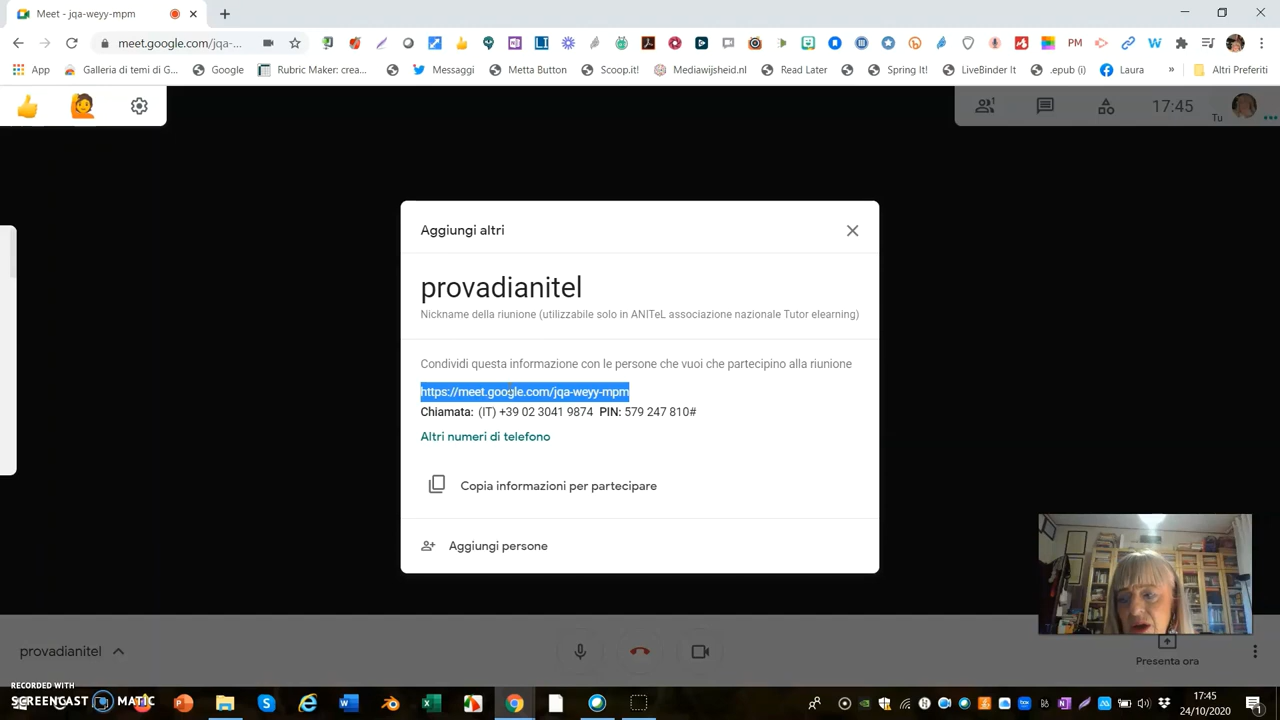 Meet - jqa-weyy-mpm
meet.google.com/jqa-...
PM
App
Galleria di temi di G...
Google
Rubric Maker: crea...
Messaggi
Metta Button
Scoop.it!
Mediawijsheid.nl
Read Later
Spring It!
LiveBinder It
.epub (i)
Laura
»
Altri Preferiti
17:45
Tu
Aggiungi altri
provadianitel
Nickname della riunione (utilizzabile solo in ANITeL associazione nazionale Tutor elearning)
Condividi questa informazione con le persone che vuoi che partecipino alla riunione
https://meet.google.com/jqa-weyy-mpm
Chiamata: (IT) +39 02 3041 9874 PIN: 579 247 810#
Altri numeri di telefono
Copia informazioni per partecipare
Aggiungi persone
provadianitel
Presenta ora
RECORDED WITH
SCREENCAST MATIC
17:45
24/10/2020